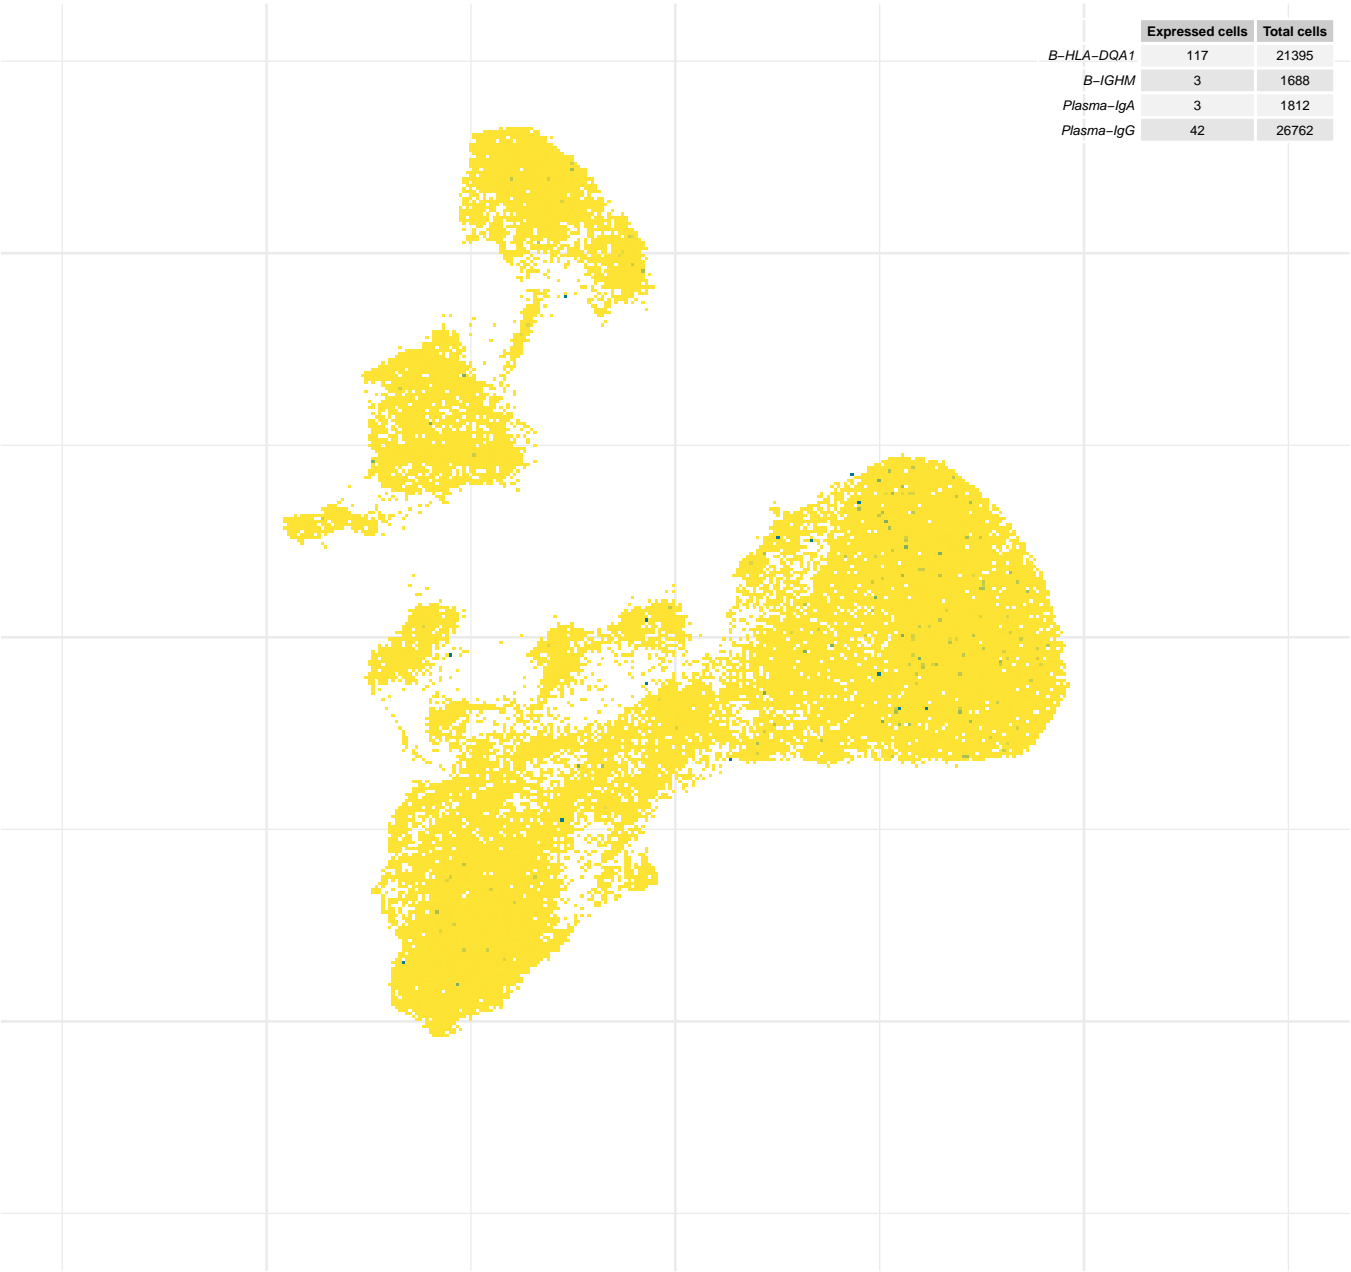 Expressed cells Total cells
B−HLA−DQA1 117 21395
B−IGHM 3 1688
Plasma−IgA 3 1812
Plasma−IgG 42 26762